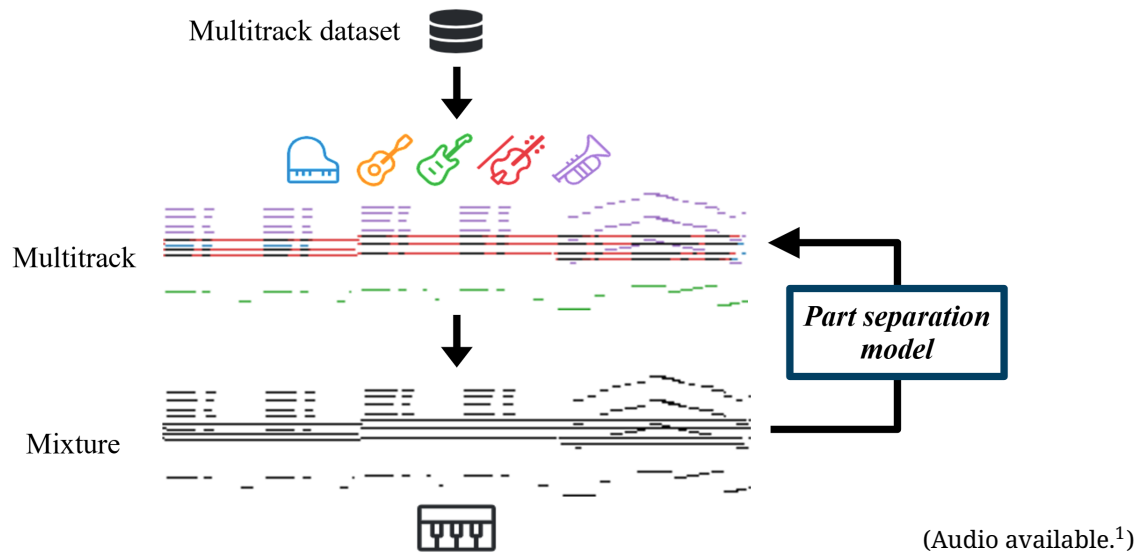 Multitrack dataset
Multitrack
Part separation
model
Mixture
(Audio available.¹)